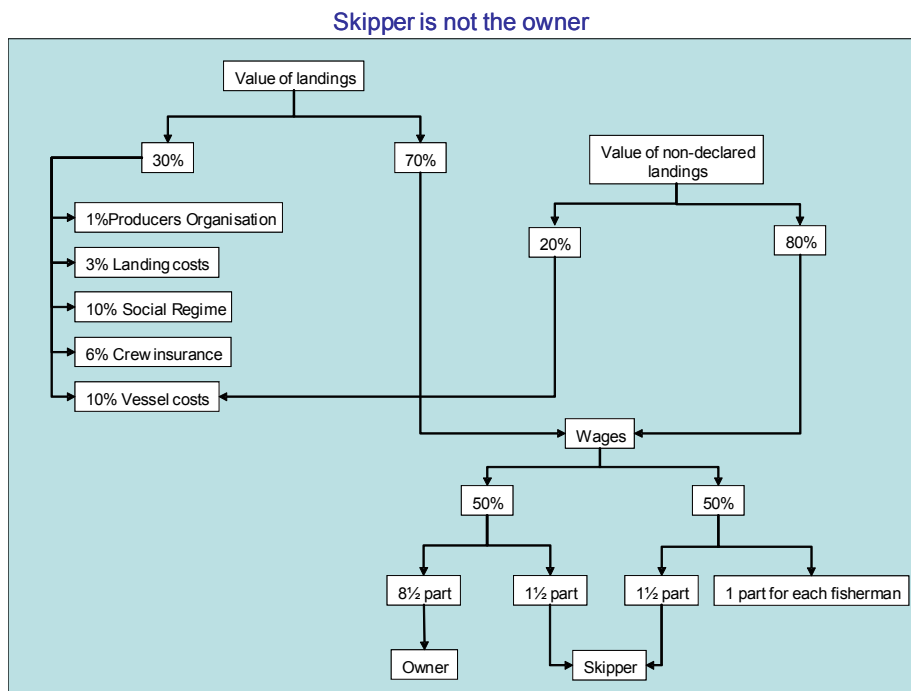 Skipper is not the owner
Value of landings
30%
70%
Value of non-declared
landings
1%Producers Organisation
20%
80%
3% Landing costs
10% Social Regime
6% Crew insurance
10% Vessel costs
Wages
50%
50%
8½ part
1½ part
1½ part
1 part for each fisherman
Owner
Skipper